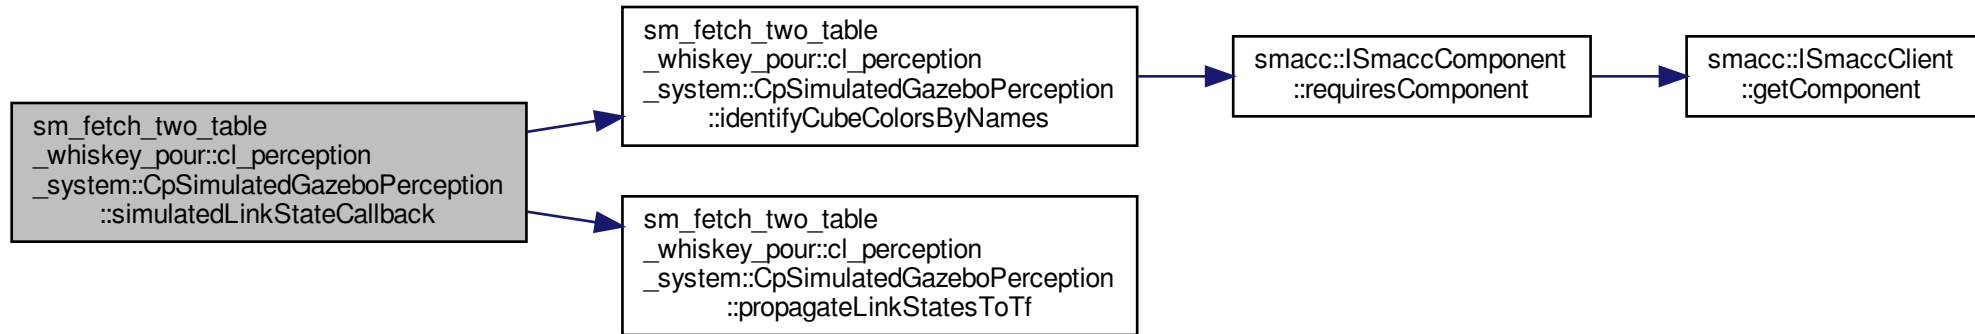 sm_fetch_two_table
_whiskey_pour::cl_perception
_system::CpSimulatedGazeboPerception
::simulatedLinkStateCallback
sm_fetch_two_table
_whiskey_pour::cl_perception
_system::CpSimulatedGazeboPerception
::identifyCubeColorsByNames
smacc::ISmaccComponent
::requiresComponent
smacc::ISmaccClient
::getComponent
sm_fetch_two_table
_whiskey_pour::cl_perception
_system::CpSimulatedGazeboPerception
::propagateLinkStatesToTf